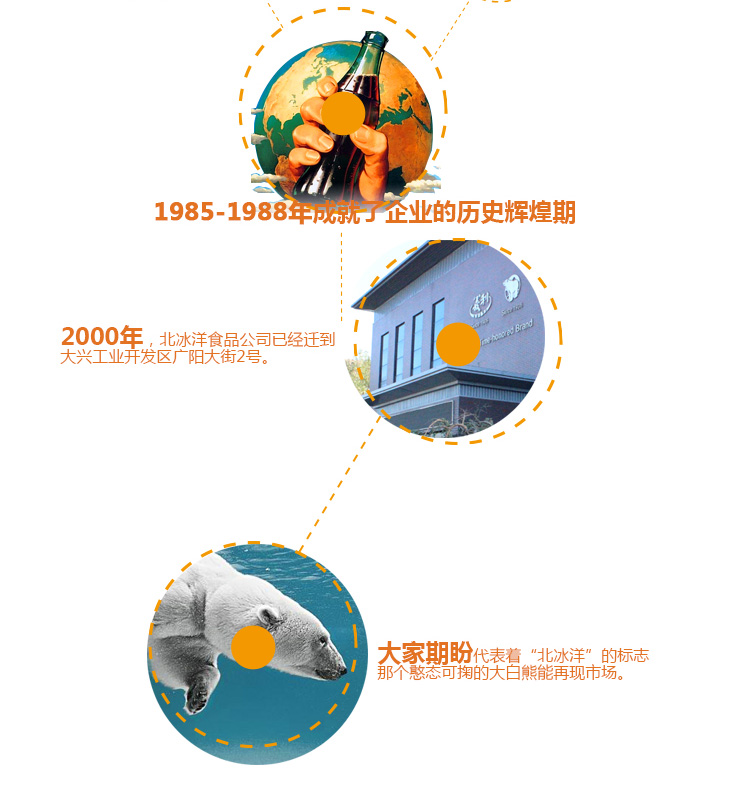 1985-1988年成就了企业的历史辉煌期
义利
Time-honored Brand
2000年，北冰洋食品公司已经迁到
大兴工业开发区广阳大街2号。
大家期盼代表着“北冰洋”的标志
那个憨态可掬的大白熊能再现市场。